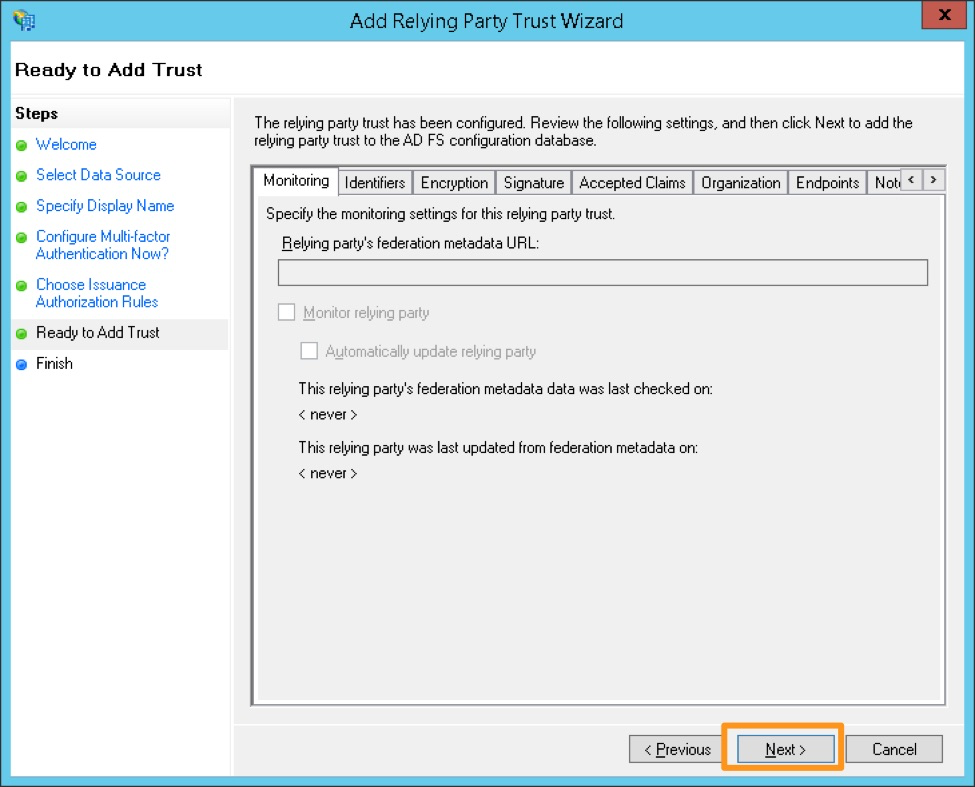 Add Relying Party Trust Wizard
X
Ready to Add Trust
Steps
Welcome
Select Data Source
Specify Display Name
Configure Multi-factor
Authentication Now?
Choose Issuance
Authorization Rules
Ready to Add Trust
Finish
The relying party trust has been configured. Review the following settings, and then click Next to add the
relying party trust to the AD FS configuration database.
Monitoring Identifiers Encryption Signature Accepted Claims Organization Endpoints < >
Specify the monitoring settings for this relying party trust.
Relying party's federation metadata URL:
Monitor relying party
Automatically update relying party
This relying party's federation metadata data was last checked on:
< never >
This relying party was last updated from federation metadata on:
< never >
< Previous Next > Cancel